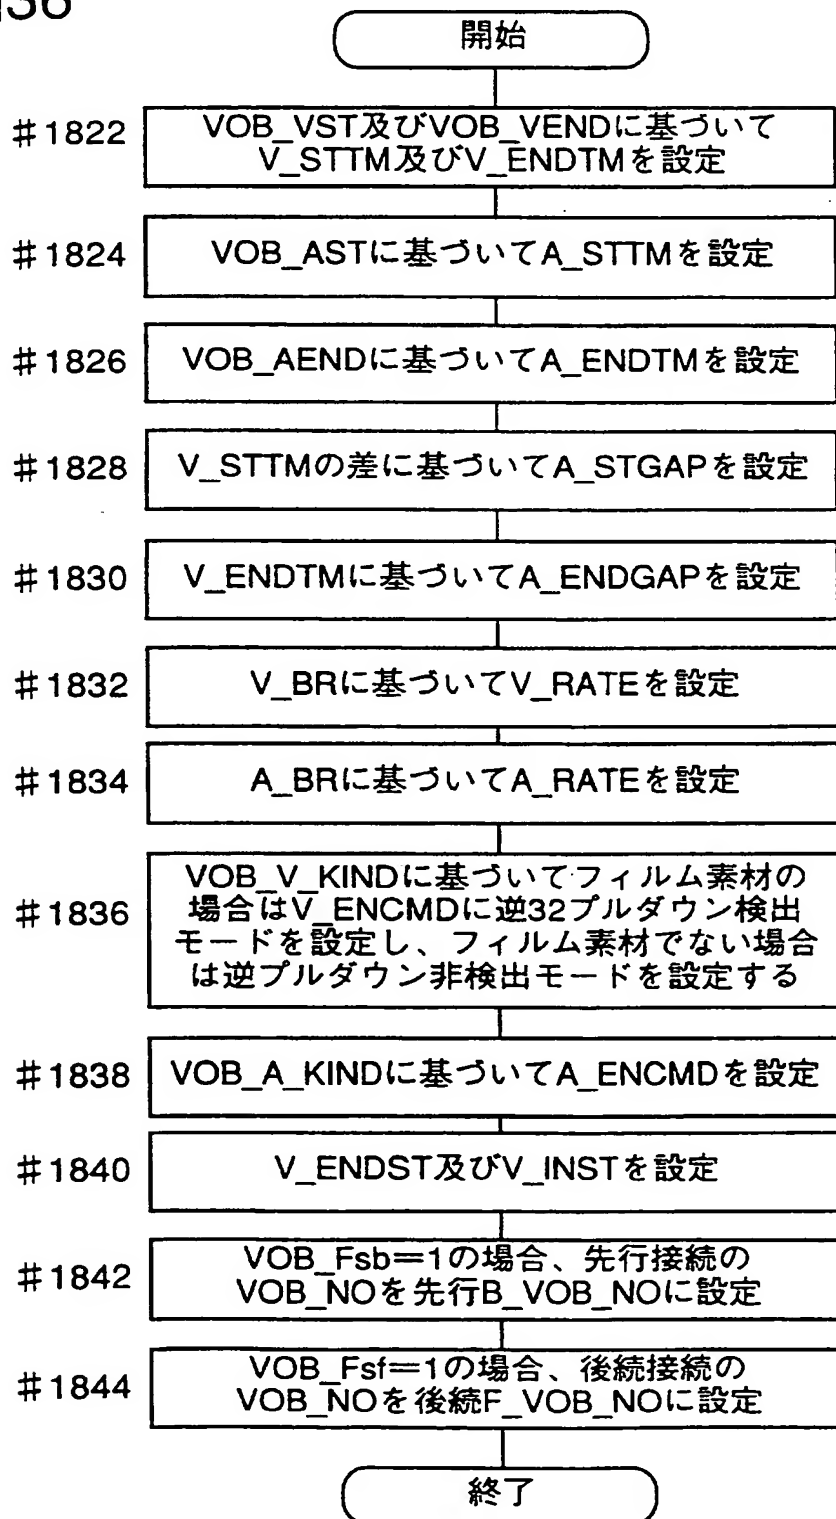 36
開始
#1822
VOB_VST及びVOB_VENDに基づいて
V_STTM及びV_ENDTMを設定
#1824
VOB_ASTに基づいてA_STTMを設定
#1826
VOB_AENDに基づいてA_ENDTMを設定
#1828
V_STTMの差に基づいてA_STGAPを設定
#1830
V_ENDTMに基づいてA_ENDGAPを設定
#1832
V_BRに基づいてV_RATEを設定
#1834
A_BRに基づいてA_RATEを設定
#1836
VOB_V_KINDに基づいてフィルム素材の
場合はV_ENCMDに逆32プルダウン検出
モードを設定し、フィルム素材でない場合
は逆プルダウン非検出モードを設定する
#1838
VOB_A_KINDに基づいてA_ENCMDを設定
#1840
V_ENDST及びV_INSTを設定
#1842
VOB_Fsb=1の場合、先行接続の
VOB_NOを先行B_VOB_NOに設定
#1844
VOB_Fsf=1の場合、後続接続の
VOB_NOを後続F_VOB_NOに設定
終了